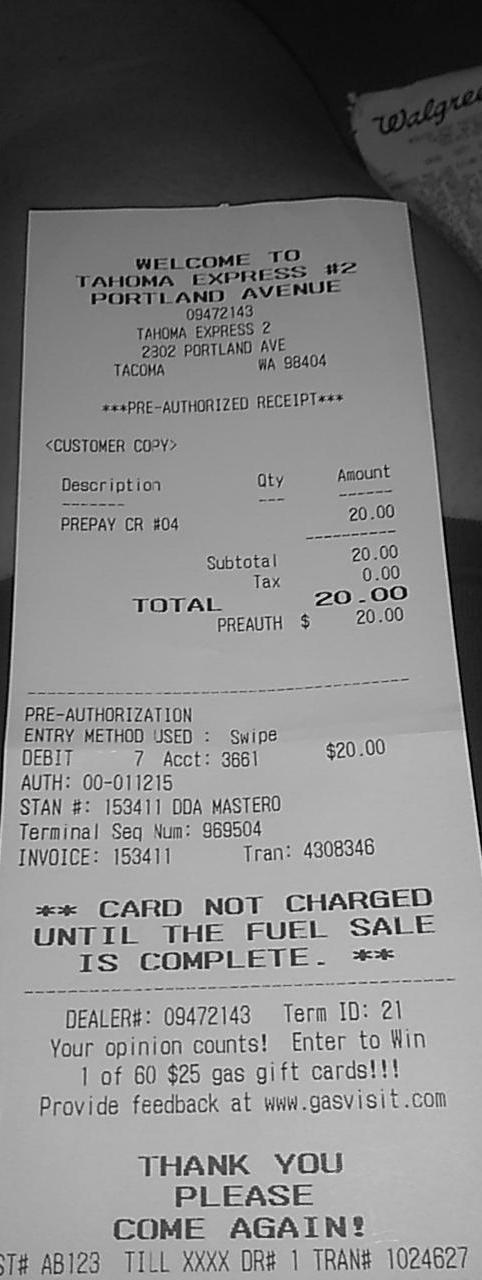 WELCOME TO
TAHOMA EXPRESS #2
PORTLAND AVENUE
09472143
TAHOMA EXPRESS 2
2302 PORTLAND AVE
TACOMA WA 98404
***PRE-AUTHORIZED RECEIPT***
<CUSTOMER COPY>
Description Qty Amount
------- --- ------
PREPAY CR #04 20.00
----------
Subtotal 20.00
Tax 0.00
TOTAL 20.00
PREAUTH $ 20.00
PRE-AUTHORIZATION
ENTRY METHOD USED : Swipe
DEBIT 7 Acct: 3661 $20.00
AUTH: 00-011215
STAN #: 153411 DDA MASTERO
Terminal Seq Num: 969504
INVOICE: 153411 Tran: 4308346
** CARD NOT CHARGED
UNTIL THE FUEL SALE
IS COMPLETE. **
DEALER#: 09472143 Term ID: 21
Your opinion counts! Enter to Win
1 of 60 $25 gas gift cards!!!
Provide feedback at www.gasvisit.com
THANK YOU
PLEASE
COME AGAIN!
ST# AB123 TILL XXXX DR# 1 TRAN# 1024627
Walgree